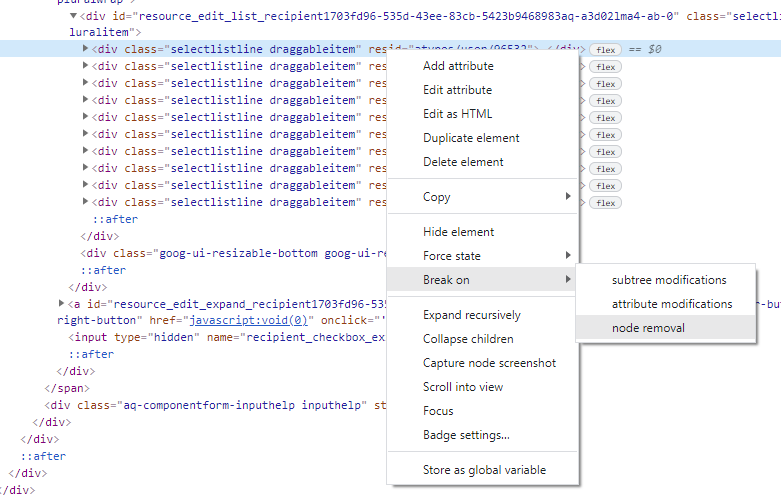 pluralwrap">
▼<div id="resource_edit_list_recipient1703fd96-535d-43ee-83cb-5423b9468983aq-a3d02lma4-ab-0" class="selectl
luralitem">
▶<div class="selectlistline draggableitem" resid="atypes/user/96532"> </div> flex == $0
▶<div class="selectlistline draggableitem" res flex
▶<div class="selectlistline draggableitem" res flex
▶<div class="selectlistline draggableitem" res flex
▶<div class="selectlistline draggableitem" res flex
▶<div class="selectlistline draggableitem" res flex
▶<div class="selectlistline draggableitem" res flex
▶<div class="selectlistline draggableitem" res flex
▶<div class="selectlistline draggableitem" res flex
▶<div class="selectlistline draggableitem" res flex
::after
</div>
<div class="goog-ui-resizable-bottom goog-ui-re
::after
</div>
▶<a id="resource_edit_expand_recipient1703fd96-535 er-but
right-button" href="javascript:void(0)" onclick="'
<input type="hidden" name="recipient_checkbox_ex
::after
</div>
</span>
<div class="aq-componentform-inputhelp inputhelp" st
</div>
</div>
::after
</div>
</div>
Add attribute
Edit attribute
Edit as HTML
Duplicate element
Delete element
Copy
Hide element
Force state
Break on
Expand recursively
Collapse children
Capture node screenshot
Scroll into view
Focus
Badge settings...
Store as global variable
subtree modifications
attribute modifications
node removal